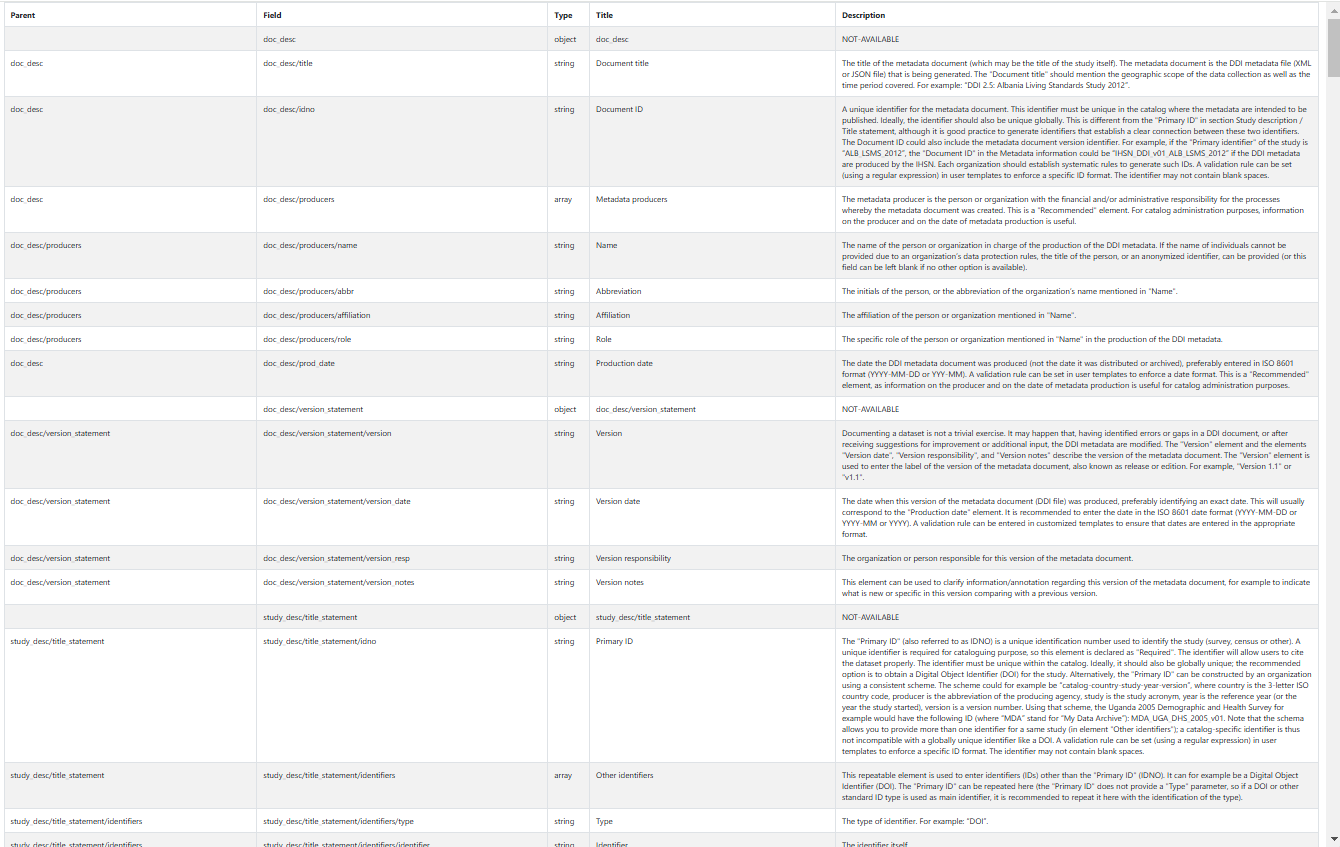 Parent Field Type Title Description
doc_desc object doc_desc NOT-AVAILABLE
doc_desc doc_desc/title string Document title The title of the metadata document (which may be the title of the study itself). The metadata document is the DDI metadata file (XML
or JSON file) that is being generated. The "Document title" should mention the geographic scope of the data collection as well as the
time period covered. For example: "DDI 2.5: Albania Living Standards Study 2012".
doc_desc doc_desc/idno string Document ID A unique identifier for the metadata document. This identifier must be unique in the catalog where the metadata are intended to be
published. Ideally, the identifier should also be unique globally. This is different from the "Primary ID" in section Study description /
Title statement, although it is good practice to generate identifiers that establish a clear connection between these two identifiers.
The Document ID could also include the metadata document version identifier. For example, if the "Primary identifier" of the study is
"ALB_LSMS_2012", the "Document ID" in the Metadata information could be "IHSN_DDI_v01_ALB_LSMS_2012" if the DDI metadata
are produced by the IHSN. Each organization should establish systematic rules to generate such IDs. A validation rule can be set
(using a regular expression) in user templates to enforce a specific ID format. The identifier may not contain blank spaces.
doc_desc doc_desc/producers array Metadata producers The metadata producer is the person or organization with the financial and/or administrative responsibility for the processes
whereby the metadata document was created. This is a "Recommended" element. For catalog administration purposes, information
on the producer and on the date of metadata production is useful.
doc_desc/producers doc_desc/producers/name string Name The name of the person or organization in charge of the production of the DDI metadata. If the name of individuals cannot be
provided due to an organization's data protection rules, the title of the person, or an anonymized identifier, can be provided (or this
field can be left blank if no other option is available).
doc_desc/producers doc_desc/producers/abbr string Abbreviation The initials of the person, or the abbreviation of the organization's name mentioned in "Name".
doc_desc/producers doc_desc/producers/affiliation string Affiliation The affiliation of the person or organization mentioned in "Name".
doc_desc/producers doc_desc/producers/role string Role The specific role of the person or organization mentioned in "Name" in the production of the DDI metadata.
doc_desc doc_desc/prod_date string Production date The date the DDI metadata document was produced (not the date it was distributed or archived), preferably entered in ISO 8601
format (YYYY-MM-DD or YYY-MM). A validation rule can be set in user templates to enforce a date format. This is a "Recommended"
element, as information on the producer and on the date of metadata production is useful for catalog administration purposes.
doc_desc/version_statement object doc_desc/version_statement NOT-AVAILABLE
doc_desc/version_statement doc_desc/version_statement/version string Version Documenting a dataset is not a trivial exercise. It may happen that, having identified errors or gaps in a DDI document, or after
receiving suggestions for improvement or additional input, the DDI metadata are modified. The "Version" element and the elements
"Version date", "Version responsibility", and "Version notes" describe the version of the metadata document. The "Version" element is
used to enter the label of the version of the metadata document, also known as release or edition. For example, "Version 1.1" or
"v1.1".
doc_desc/version_statement doc_desc/version_statement/version_date string Version date The date when this version of the metadata document (DDI file) was produced, preferably identifying an exact date. This will usually
correspond to the "Production date" element. It is recommended to enter the date in the ISO 8601 date format (YYYY-MM-DD or
YYYY-MM or YYYY). A validation rule can be entered in customized templates to ensure that dates are entered in the appropriate
format.
doc_desc/version_statement doc_desc/version_statement/version_resp string Version responsibility The organization or person responsible for this version of the metadata document.
doc_desc/version_statement doc_desc/version_statement/version_notes string Version notes This element can be used to clarify information/annotation regarding this version of the metadata document, for example to indicate
what is new or specific in this version comparing with a previous version.
study_desc/title_statement object study_desc/title_statement NOT-AVAILABLE
study_desc/title_statement study_desc/title_statement/idno string Primary ID The "Primary ID" (also referred to as IDNO) is a unique identification number used to identify the study (survey, census or other). A
unique identifier is required for cataloguing purpose, so this element is declared as "Required". The identifier will allow users to cite
the dataset properly. The identifier must be unique within the catalog. Ideally, it should also be globally unique; the recommended
option is to obtain a Digital Object Identifier (DOI) for the study. Alternatively, the "Primary ID" can be constructed by an organization
using a consistent scheme. The scheme could for example be "catalog-country-study-year-version", where country is the 3-letter ISO
country code, producer is the abbreviation of the producing agency, study is the study acronym, year is the reference year (or the
year the study started), version is a version number. Using that scheme, the Uganda 2005 Demographic and Health Survey for
example would have the following ID (where "MDA" stand for "My Data Archive"): MDA_UGA_DHS_2005_v01. Note that the schema
allows you to provide more than one identifier for a same study (in element "Other identifiers"); a catalog-specific identifier is thus
not incompatible with a globally unique identifier like a DOI. A validation rule can be set (using a regular expression) in user
templates to enforce a specific ID format. The identifier may not contain blank spaces.
study_desc/title_statement study_desc/title_statement/identifiers array Other identifiers This repeatable element is used to enter identifiers (IDs) other than the "Primary ID" (IDNO). It can for example be a Digital Object
Identifier (DOI). The "Primary ID" can be repeated here (the "Primary ID" does not provide a "Type" parameter, so if a DOI or other
standard ID type is used as main identifier, it is recommended to repeat it here with the identification of the type).
study_desc/title_statement/identifiers study_desc/title_statement/identifiers/type string Type The type of identifier. For example: "DOI".
study_desc/title_statement/identifiers study_desc/title_statement/identifiers/identifier string Identifier The identifier itself.